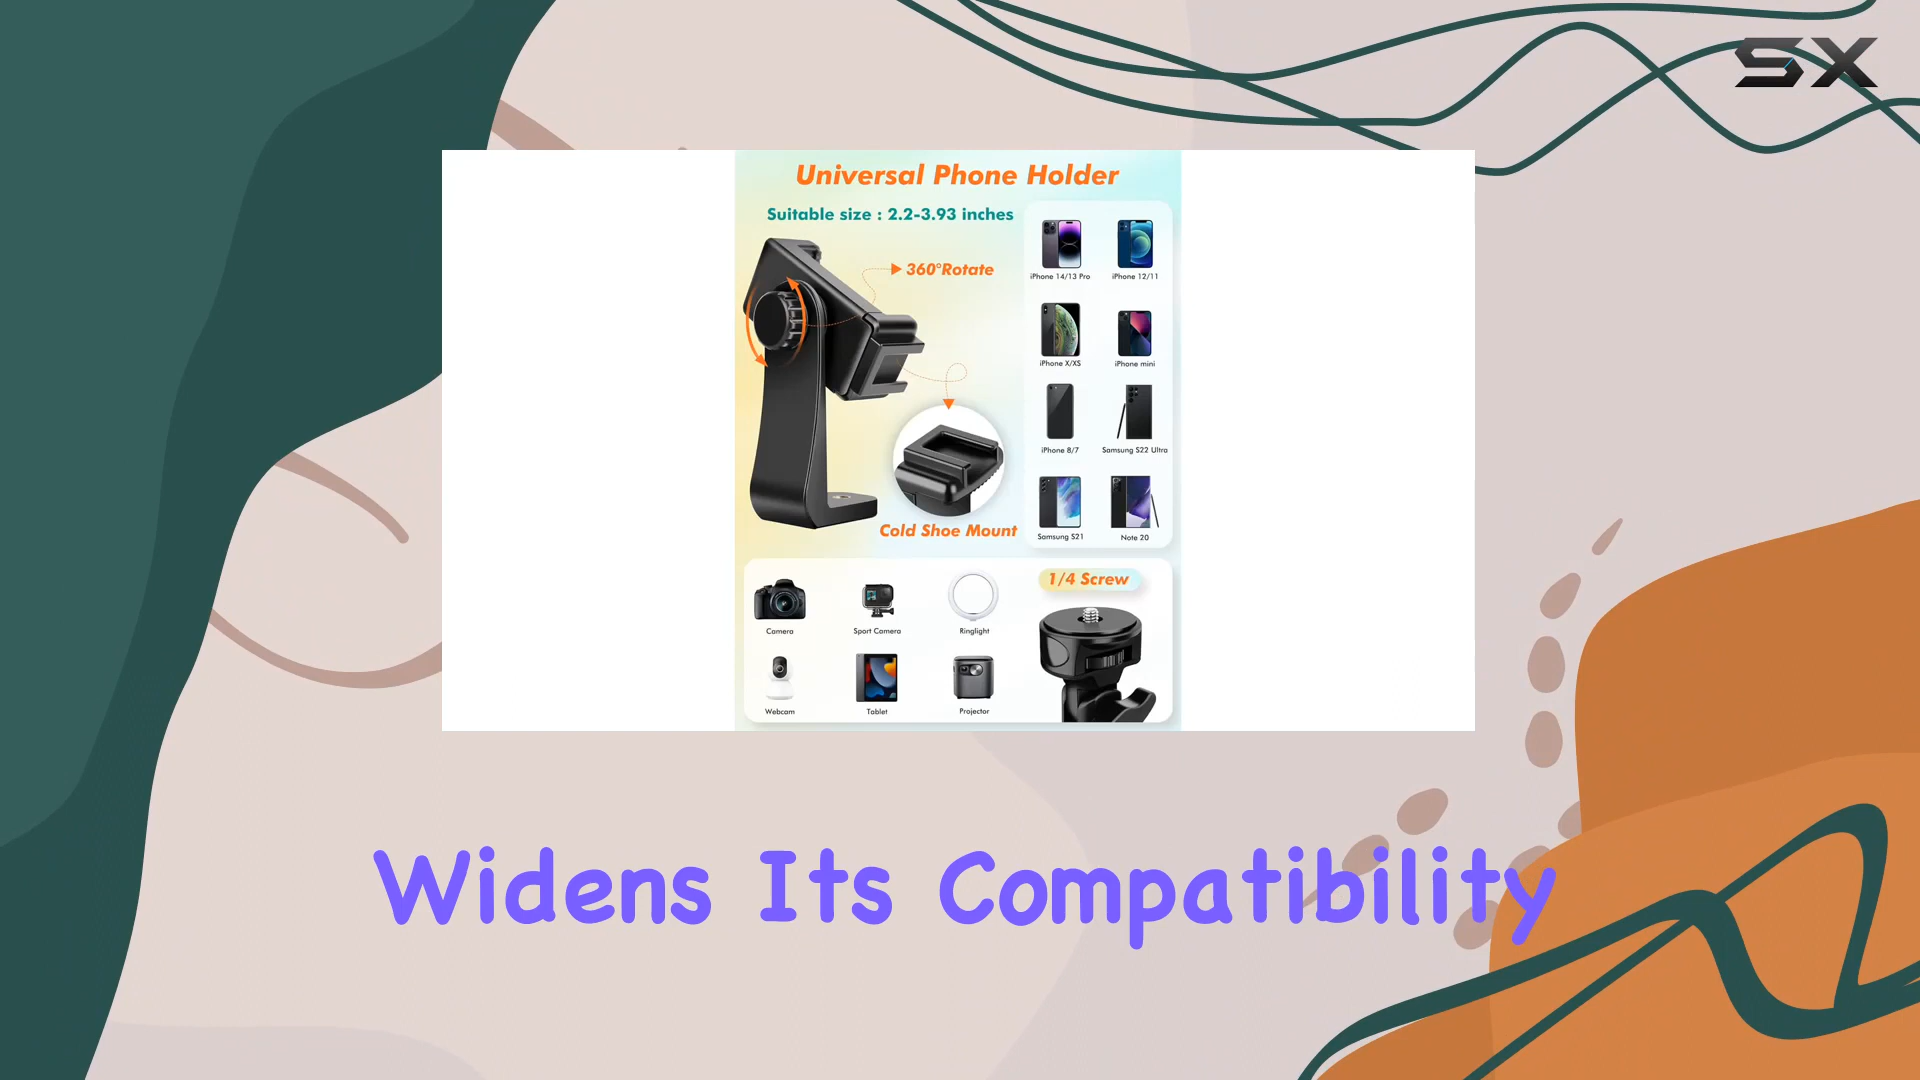 SX
Universal Phone Holder
Suitable size : 2.2-3.93 inches
360°Rotate
iPhone 14/13 Pro
iPhone 12/11
iPhone X/XS
iPhone mini
iPhone 8/7
Samsung S22 Ultra
Samsung S21
Note 20
Cold Shoe Mount
1/4 Screw
Camera
Sport Camera
Ringlight
Webcam
Tablet
Projector
Widens Its Compatibility